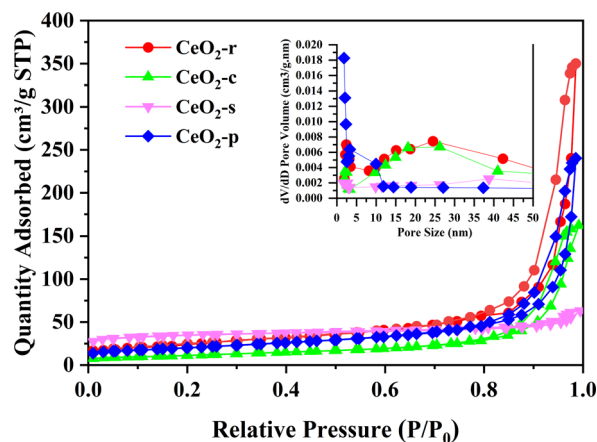 400
350
300
250
200
150
100
50
0
Quantity Adsorbed (cm³/g STP)
CeO₂-r
CeO₂-c
CeO₂-s
CeO₂-p
0.020
0.018
0.016
0.014
0.012
0.010
0.008
0.006
0.004
0.002
0.000
dV/dD Pore Volume (cm3/g.nm)
0 5 10 15 20 25 30 35 40 45 50
Pore Size (nm)
0.0 0.2 0.4 0.6 0.8 1.0
Relative Pressure (P/P₀)